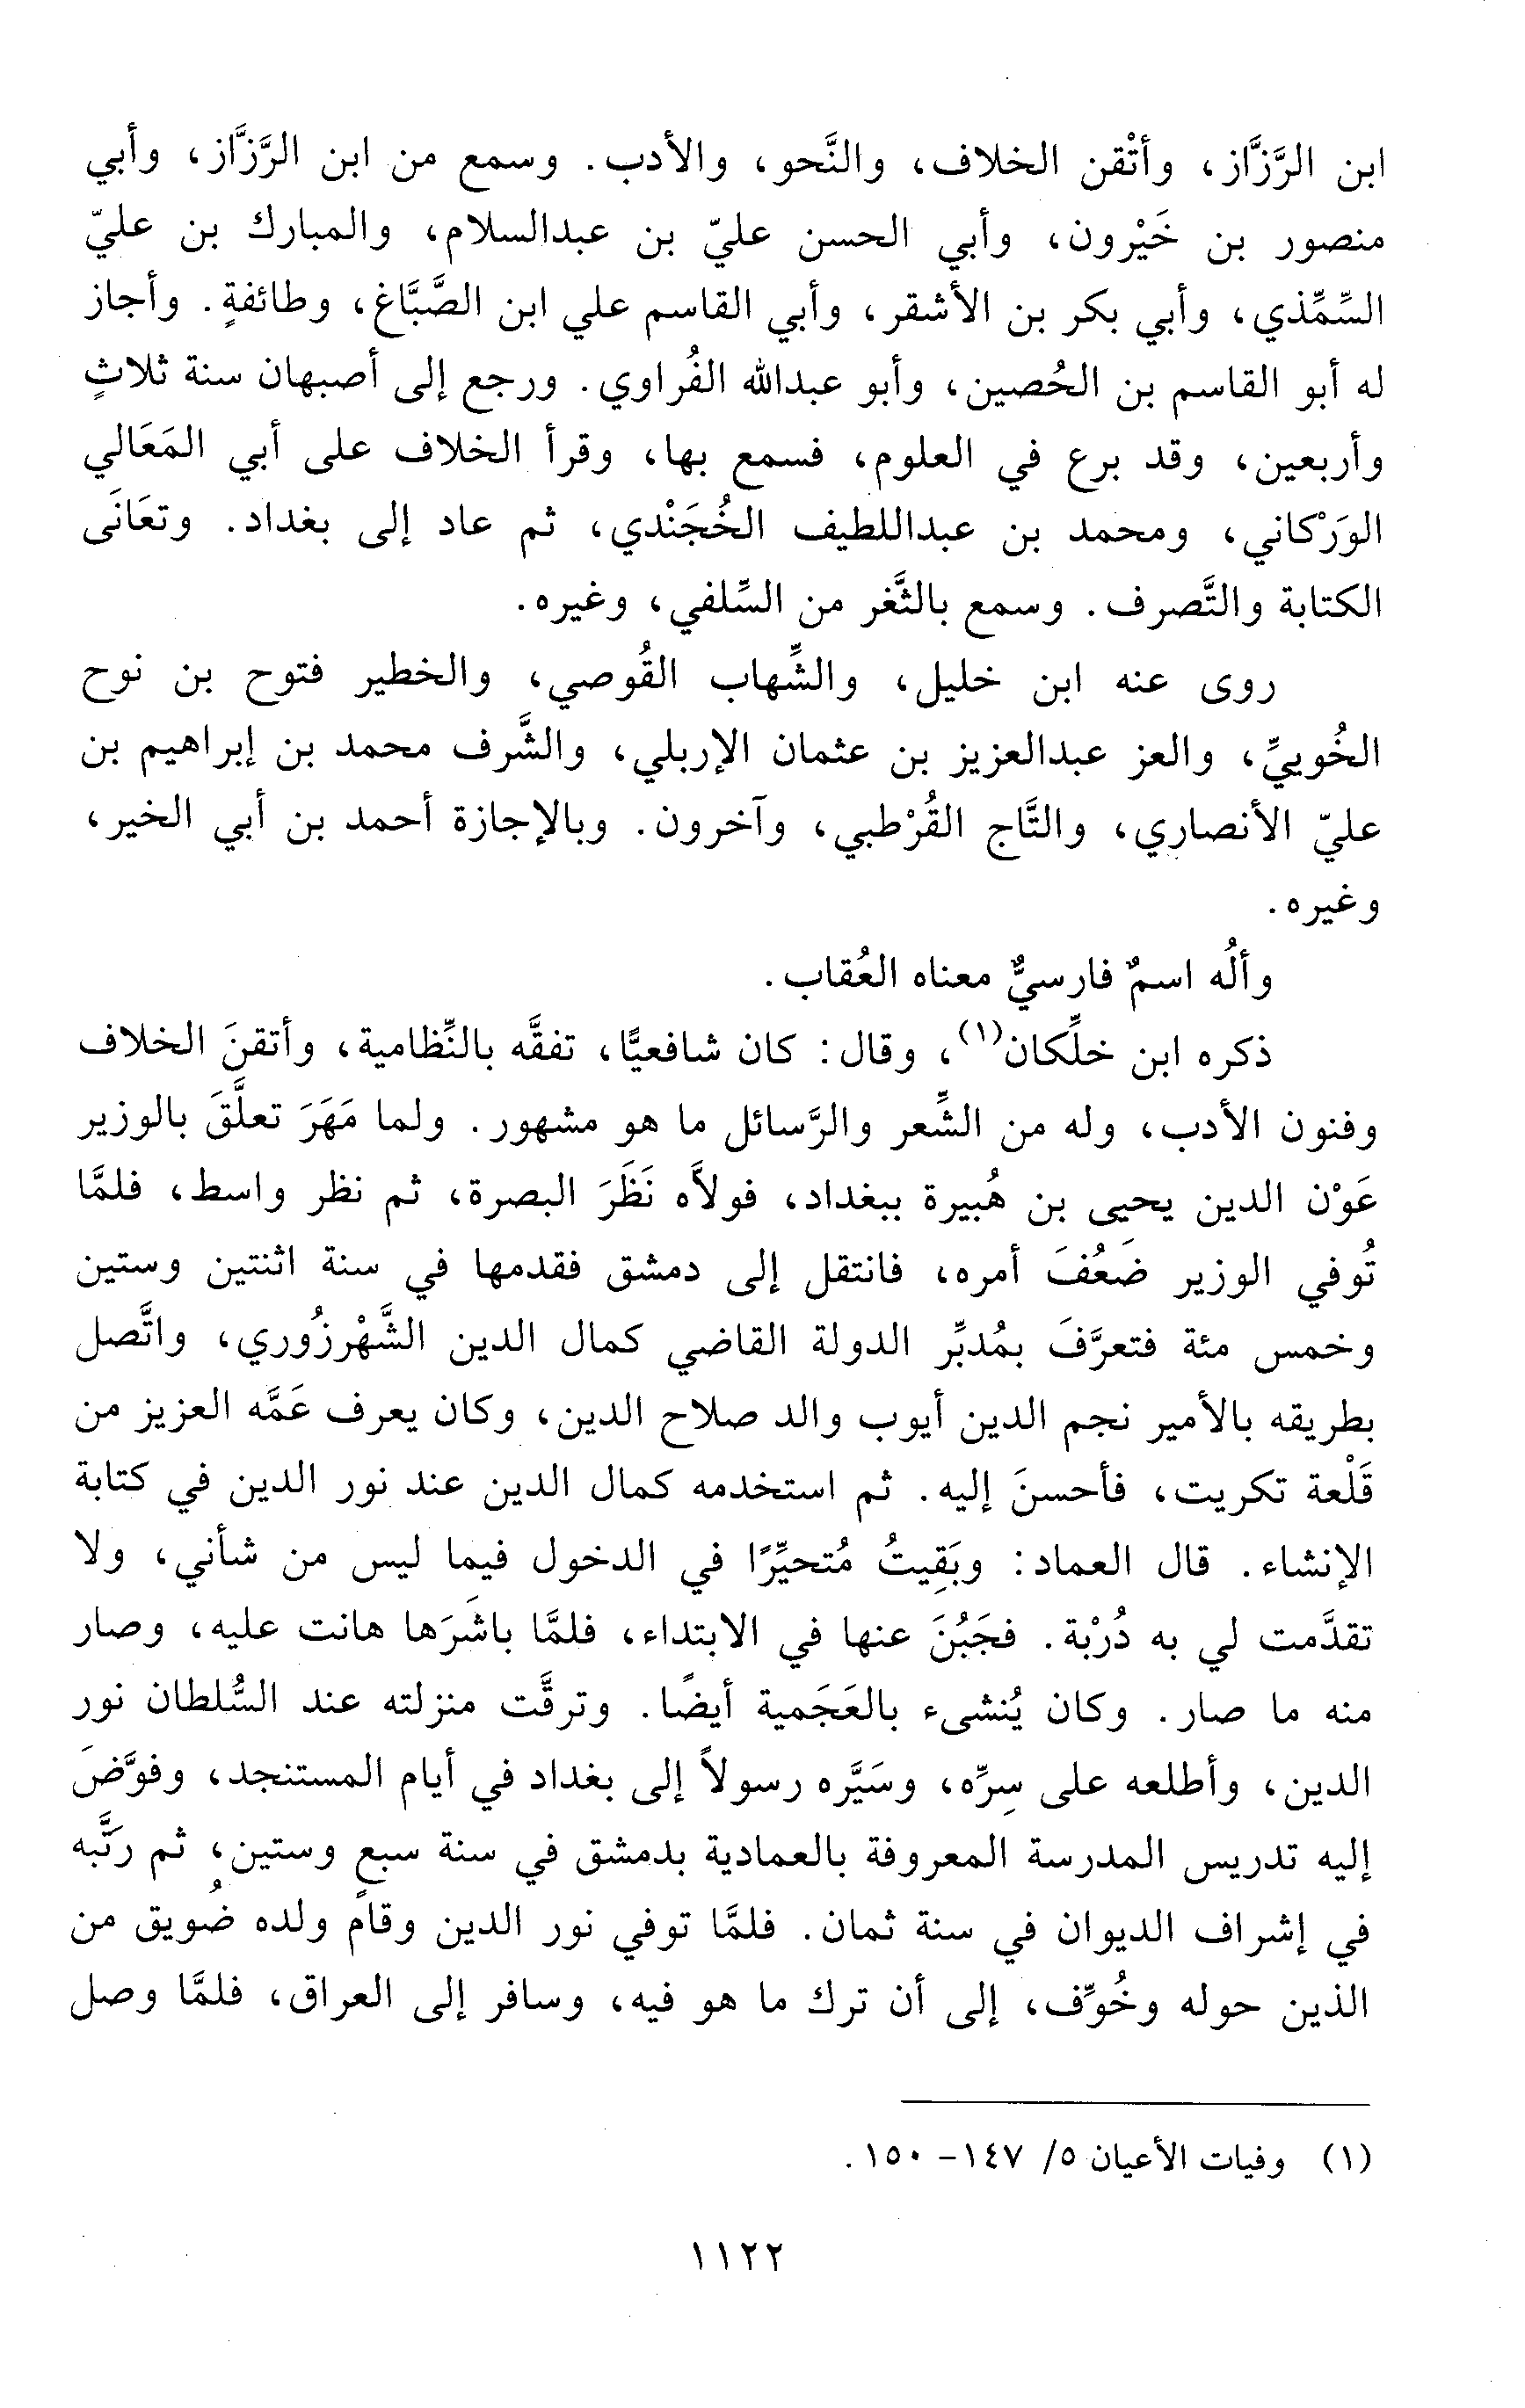 ابن الرَّزَّاز، وأتْقن الخلاف، والنَّحو، والأدب. وسمع من ابن الرَّزَّاز، وأبي
منصور بن خَيْرون، وأبي الحسن عليّ بن عبدالسلام، والمبارك بن عليّ
السِّمِّذي، وأبي بكر بن الأشقر، وأبي القاسم علي ابن الصَّبَّاغ، وطائفةٍ. وأجاز
له أبو القاسم بن الحُصين، وأبو عبدالله الفُراوي. ورجع إلى أصبهان سنة ثلاثٍ
وأربعين، وقد برع في العلوم، فسمع بها، وقرأ الخلاف على أبي المَعَالي
الوَرْكاني، ومحمد بن عبداللطيف الخُجَنْدي، ثم عاد إلى بغداد. وتعَانَى
الكتابة والتَّصرف. وسمع بالثَّغر من السِّلفي، وغيره.
روى عنه ابن خليل، والشِّهاب القُوصي، والخطير فتوح بن نوح
الخُوييِّ، والعز عبدالعزيز بن عثمان الإربلي، والشَّرف محمد بن إبراهيم بن
عليّ الأنصاري، والتَّاج القُرْطبي، وآخرون. وبالإجازة أحمد بن أبي الخير،
وغيره.
وألُه اسمٌ فارسيٌّ معناه العُقاب.
ذكره ابن خلِّكان(١)، وقال: كان شافعيًّا، تفقَّه بالنِّظامية، وأتقنَ الخلاف
وفنون الأدب، وله من الشِّعر والرَّسائل ما هو مشهور. ولما مَهَرَ تعلَّقَ بالوزير
عَوْن الدين يحيى بن هُبيرة ببغداد، فولاَّه نَظَرَ البصرة، ثم نظر واسط، فلمَّا
تُوفي الوزير ضَعُفَ أمره، فانتقل إلى دمشق فقدمها في سنة اثنتين وستين
وخمس مئة فتعرَّفَ بمُدبِّر الدولة القاضي كمال الدين الشَّهْرزُوري، واتَّصل
بطريقه بالأمير نجم الدين أيوب والد صلاح الدين، وكان يعرف عَمَّه العزيز من
قَلْعة تكريت، فأحسنَ إليه. ثم استخدمه كمال الدين عند نور الدين في كتابة
الإنشاء. قال العماد: وبَقِيتُ مُتحيِّرًا في الدخول فيما ليس من شأني، ولا
تقدَّمت لي به دُرْبة. فجَبُنَ عنها في الابتداء، فلمَّا باشَرَها هانت عليه، وصار
منه ما صار. وكان يُنشىء بالعَجَمية أيضًا. وترقَّت منزلته عند السُّلطان نور
الدين، وأطلعه على سِرِّه، وسَيَّره رسولاً إلى بغداد في أيام المستنجد، وفوَّضَ
إليه تدريس المدرسة المعروفة بالعمادية بدمشق في سنة سبع وستين، ثم رَتَّبه
في إشراف الديوان في سنة ثمان. فلمَّا توفي نور الدين وقام ولده ضُويق من
الذين حوله وخُوِّف، إلى أن ترك ما هو فيه، وسافر إلى العراق، فلمَّا وصل
(١) وفيات الأعيان ٥/ ١٤٧- ١٥٠.
١١٢٢